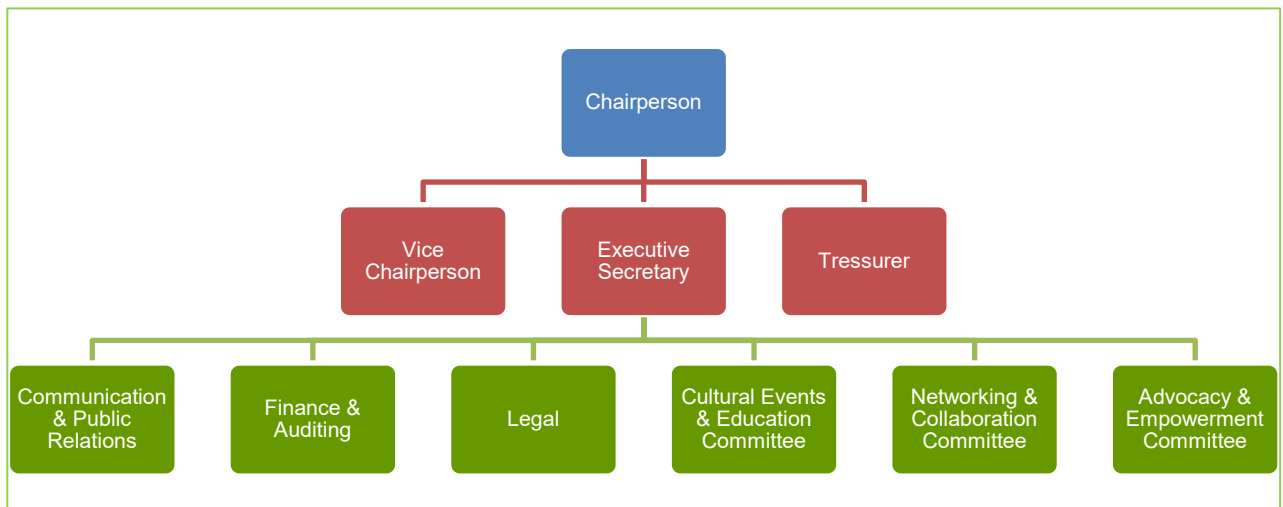 Chairperson
Vice
Chairperson
Executive
Secretary
Tressurer
Communication
& Public
Relations
Finance &
Auditing
Legal
Cultural Events
& Education
Committee
Networking &
Collaboration
Committee
Advocacy &
Empowerment
Committee